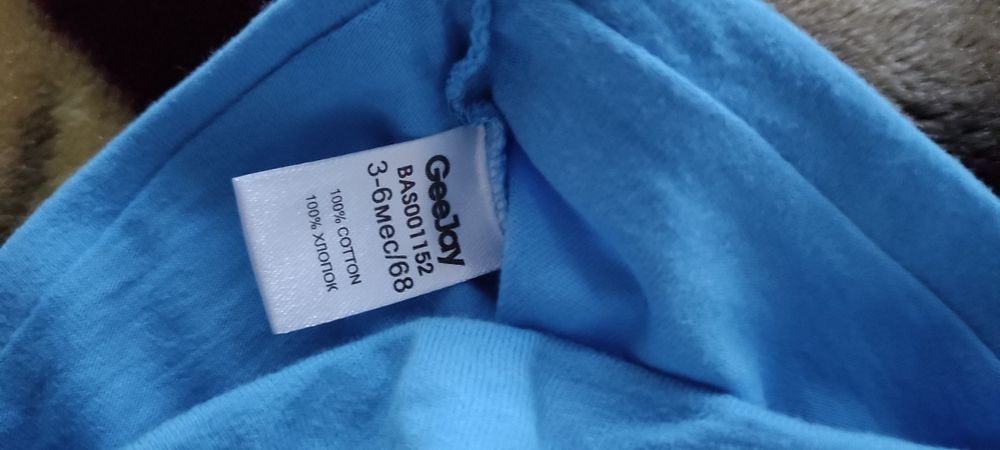 GeeJay
BAS001152
3-6мес/68
100% COTTON
100% ХЛОПОК